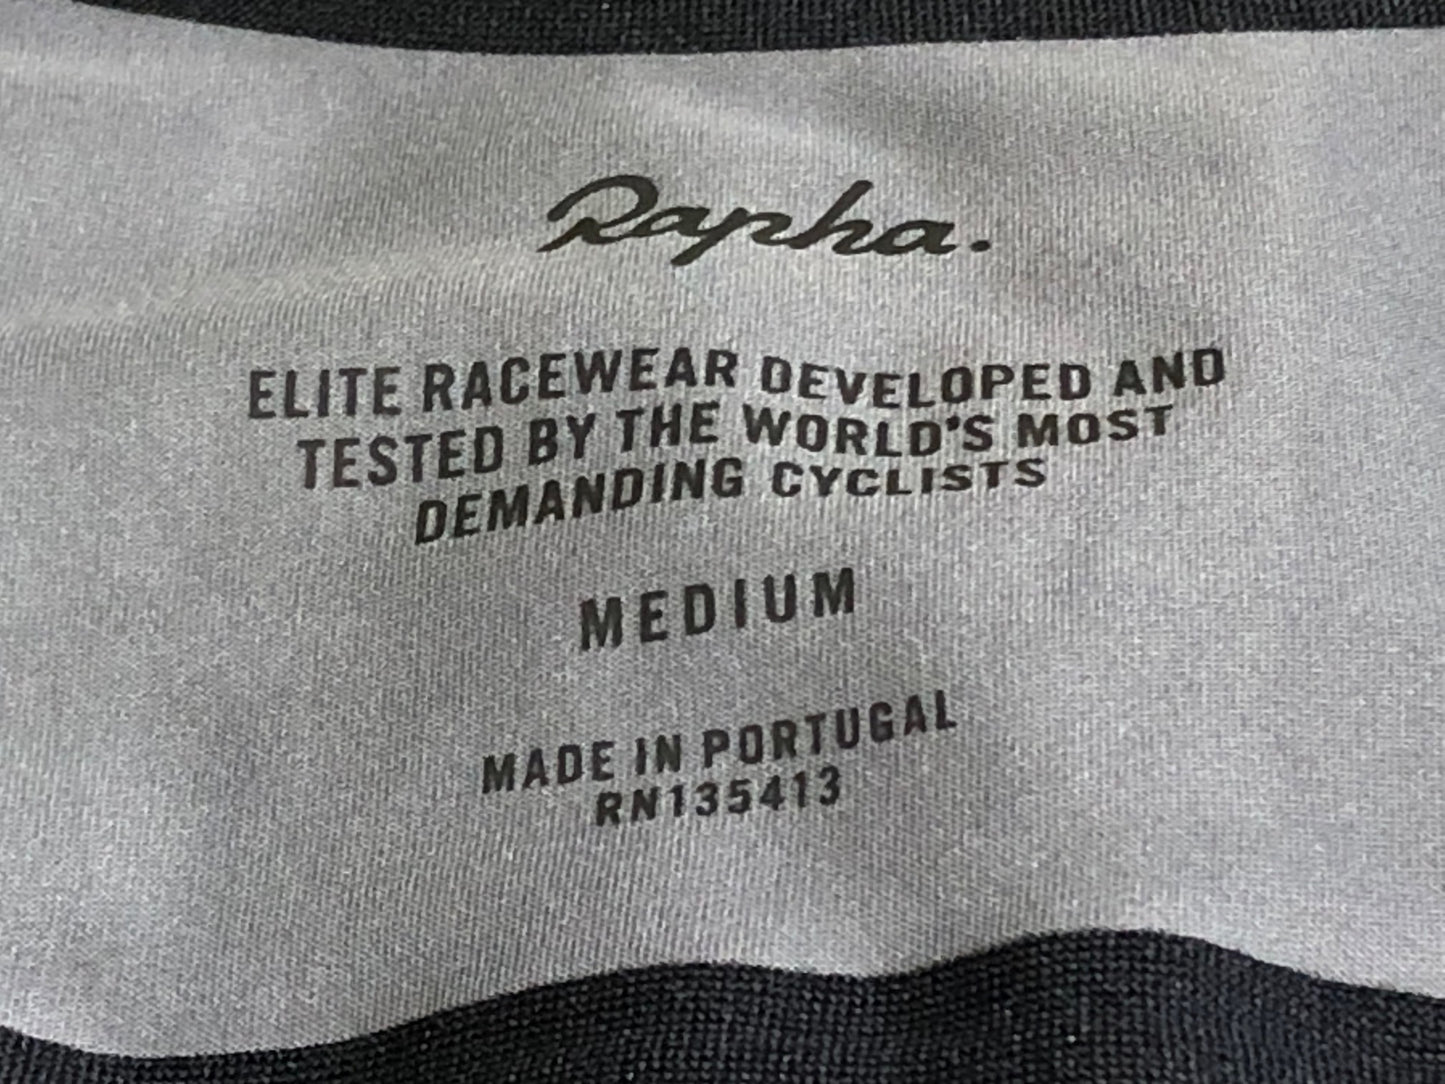 Rapha.
ELITE RACEWEAR DEVELOPED AND
TESTED BY THE WORLD'S MOST
DEMANDING CYCLISTS
MEDIUM
MADE IN PORTUGAL
RN135413